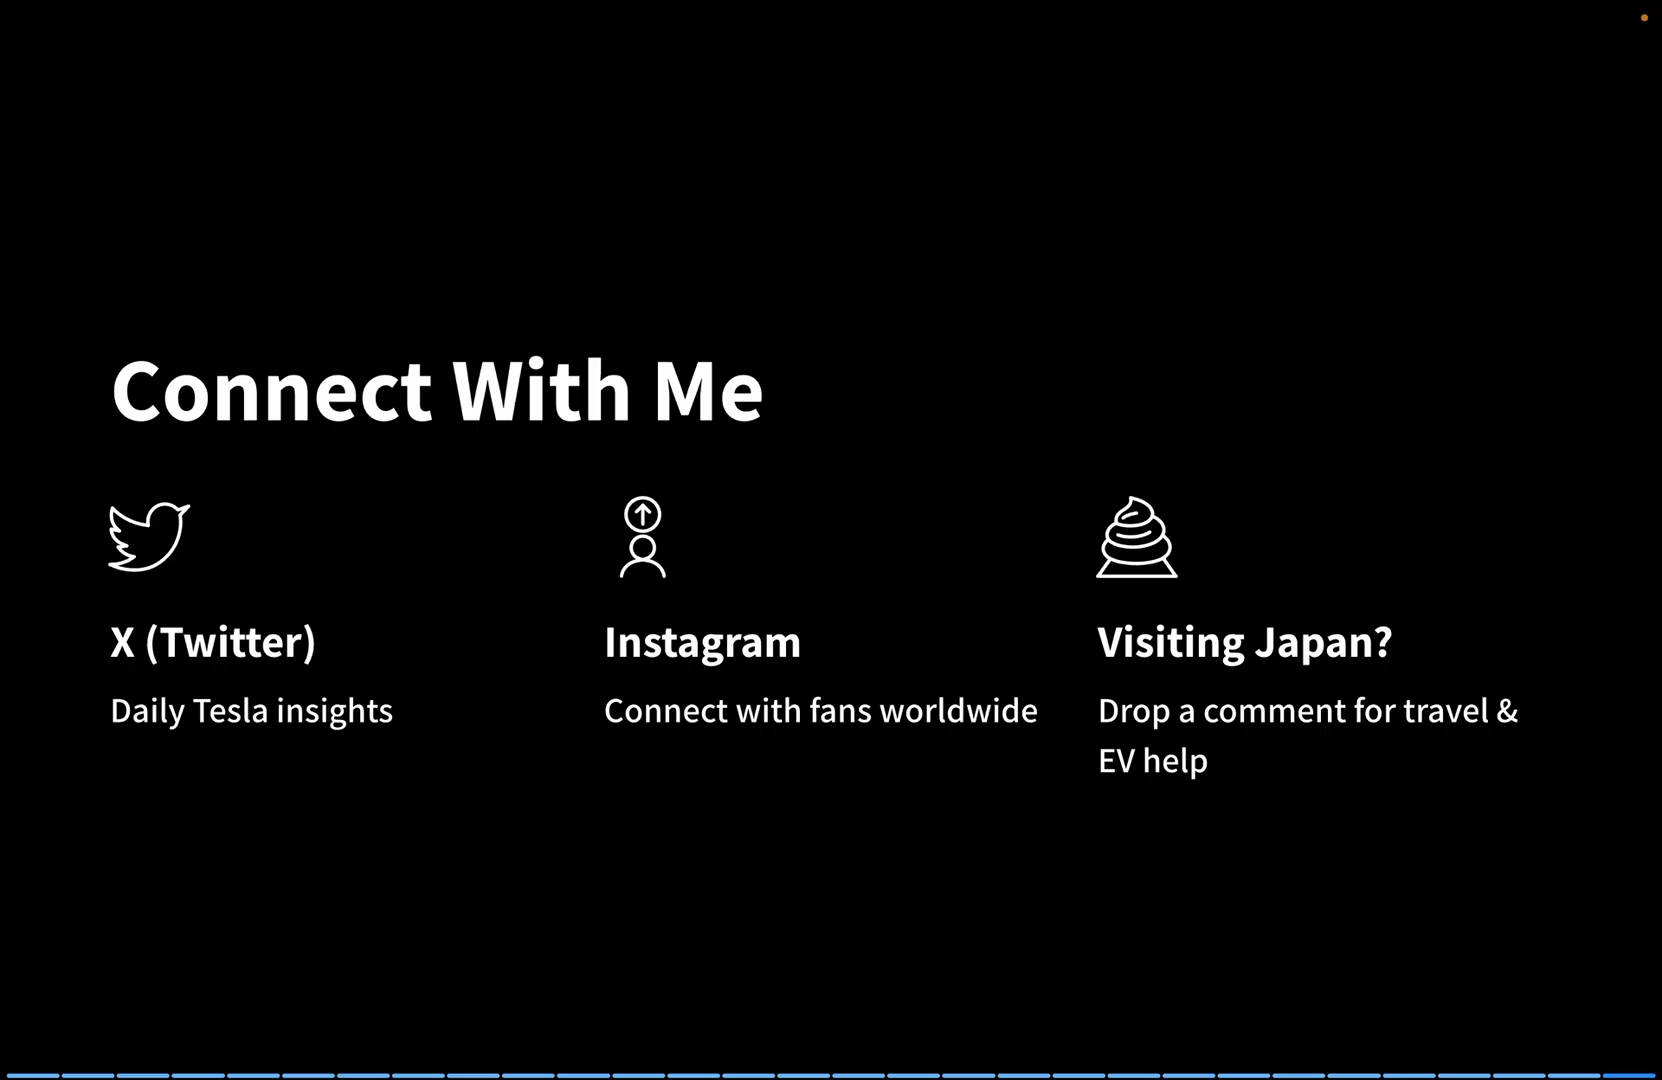 Connect With Me
X (Twitter)
Daily Tesla insights
Instagram
Connect with fans worldwide
Visiting Japan?
Drop a comment for travel &
EV help